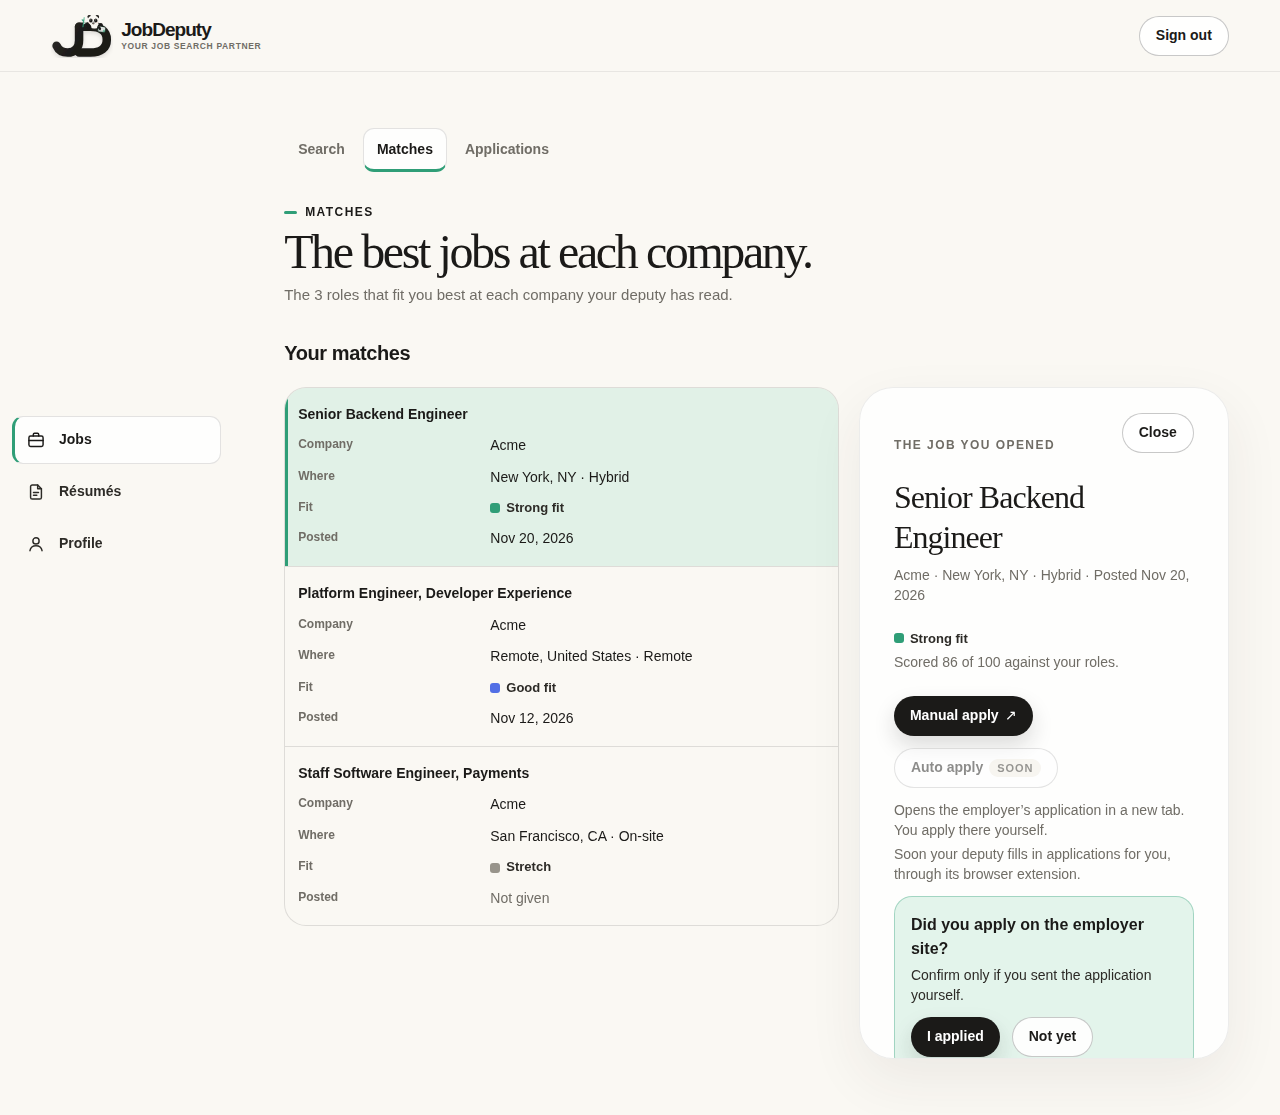 JobDeputy
YOUR JOB SEARCH PARTNER
Sign out
Search
Matches
Applications
MATCHES
The best jobs at each company.
The 3 roles that fit you best at each company your deputy has read.
Your matches
Jobs
Résumés
Profile
Senior Backend Engineer
Company Acme
Where New York, NY · Hybrid
Fit Strong fit
Posted Nov 20, 2026
Platform Engineer, Developer Experience
Company Acme
Where Remote, United States · Remote
Fit Good fit
Posted Nov 12, 2026
Staff Software Engineer, Payments
Company Acme
Where San Francisco, CA · On-site
Fit Stretch
Posted Not given
THE JOB YOU OPENED
Close
Senior Backend
Engineer
Acme · New York, NY · Hybrid · Posted Nov 20,
2026
Strong fit
Scored 86 of 100 against your roles.
Manual apply ↗
Auto apply SOON
Opens the employer’s application in a new tab.
You apply there yourself.
Soon your deputy fills in applications for you,
through its browser extension.
Did you apply on the employer
site?
Confirm only if you sent the application
yourself.
I applied
Not yet